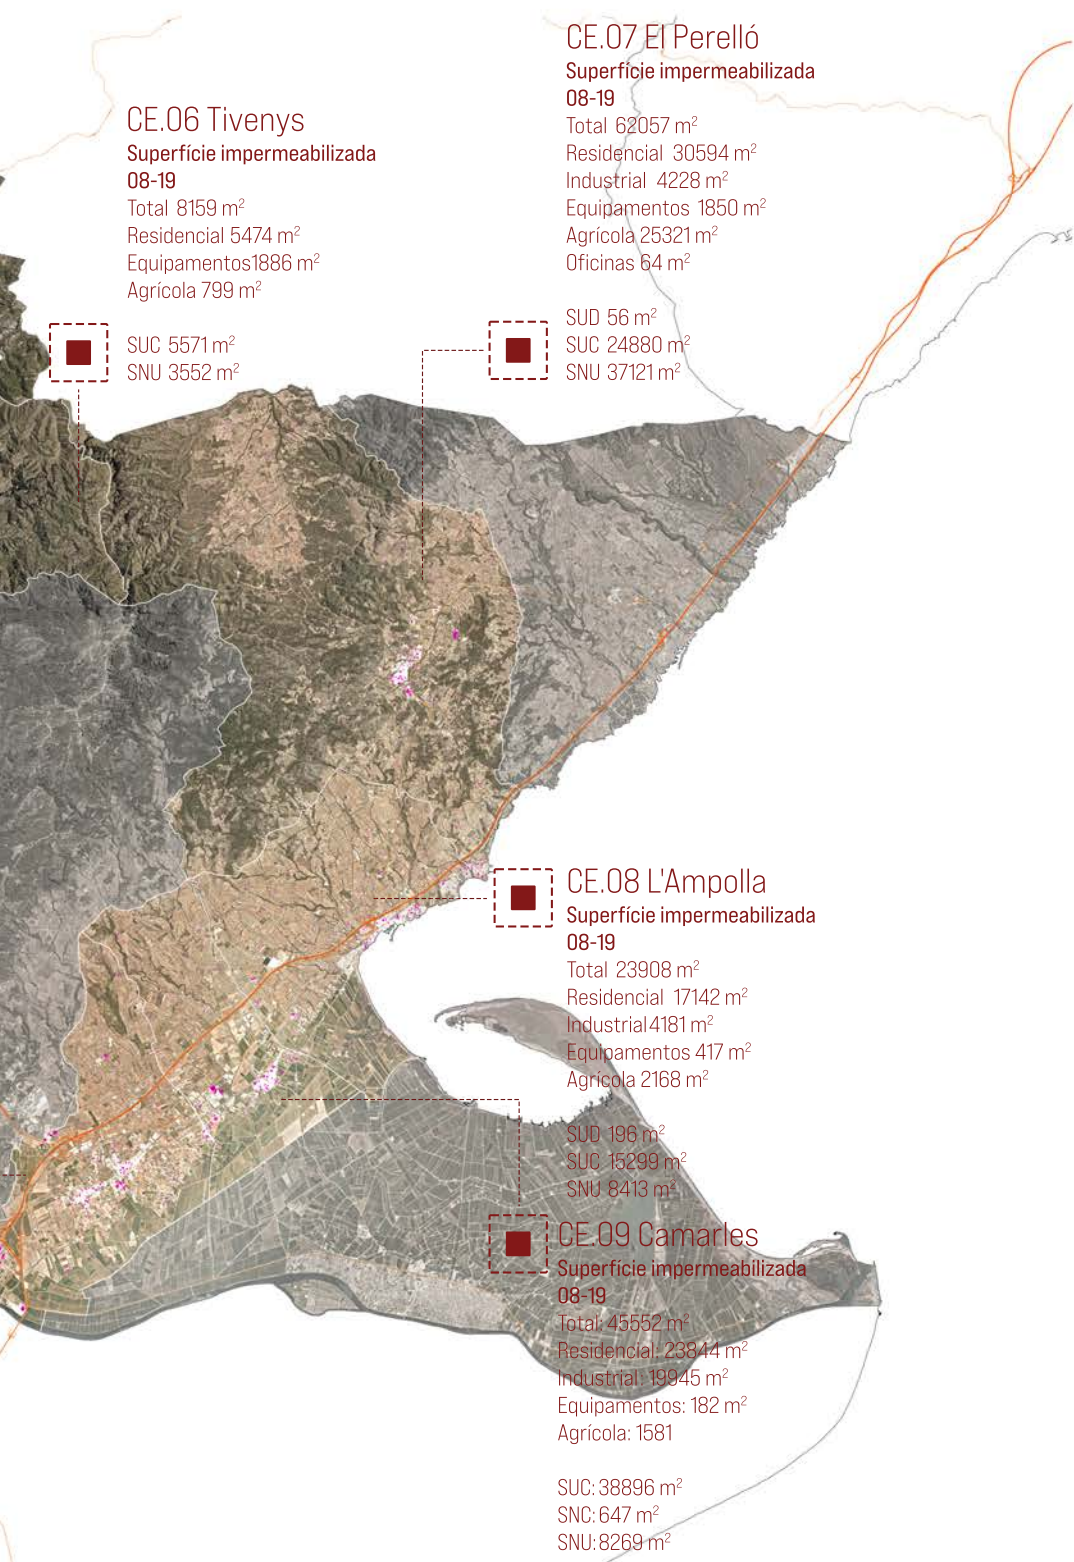 CE.06 Tivenys
Superfície impermeabilizada
08-19
Total 8159 m²
Residencial 5474 m²
Equipamentos1886 m²
Agrícola 799 m²
SUC 5571 m²
SNU 3552 m²
CE.07 El Perelló
Superfície impermeabilizada
08-19
Total 62057 m²
Residencial 30594 m²
Industrial 4228 m²
Equipamentos 1850 m²
Agrícola 25321 m²
Oficinas 64 m²
SUD 56 m²
SUC 24880 m²
SNU 37121 m²
CE.08 L'Ampolla
Superfície impermeabilizada
08-19
Total 23908 m²
Residencial 17142 m²
Industrial 4181 m²
Equipamentos 417 m²
Agrícola 2168 m²
SUD 196 m²
SUC 15299 m²
SNU 8413 m²
CE.09 Camarles
Superfície impermeabilizada
08-19
Total: 45552 m²
Residencial: 23844 m²
Industrial: 19945 m²
Equipamentos: 182 m²
Agrícola: 1581
SUC: 38896 m²
SNC: 647 m²
SNU: 8269 m²